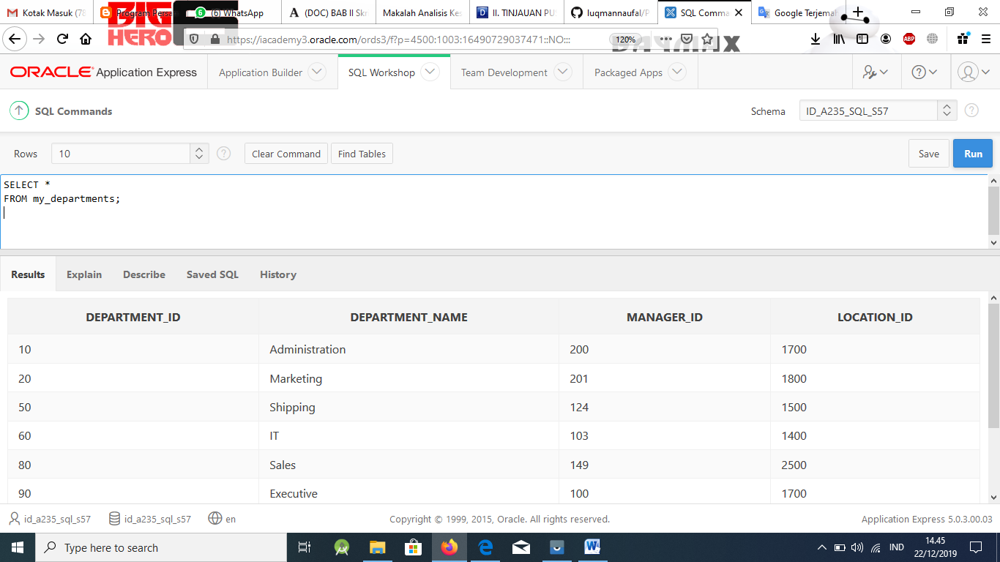 Kotak Masuk (78
Program Persa
(6) WhatsApp
(DOC) BAB II Skr
Makalah Analisis Kes
II. TINJAUAN PU
luqmannaufal/P
SQL Comma
Google Terjemah
BIG
HERO
https://iacademy3.oracle.com/ords3/f?p=4500:1003:16490729037471::NO:::
120%
BAYMAX
ABP
ORACLE Application Express
Application Builder
SQL Workshop
Team Development
Packaged Apps
SQL Commands
Schema
ID_A235_SQL_S57
Rows
10
Clear Command
Find Tables
Save
Run
SELECT *
FROM my_departments;
Results
Explain
Describe
Saved SQL
History
DEPARTMENT_ID DEPARTMENT_NAME MANAGER_ID LOCATION_ID
10 Administration 200 1700
20 Marketing 201 1800
50 Shipping 124 1500
60 IT 103 1400
80 Sales 149 2500
90 Executive 100 1700
id_a235_sql_s57
id_a235_sql_s57
en
Copyright © 1999, 2015, Oracle. All rights reserved.
Application Express 5.0.3.00.03
Type here to search
IND
14.45
22/12/2019